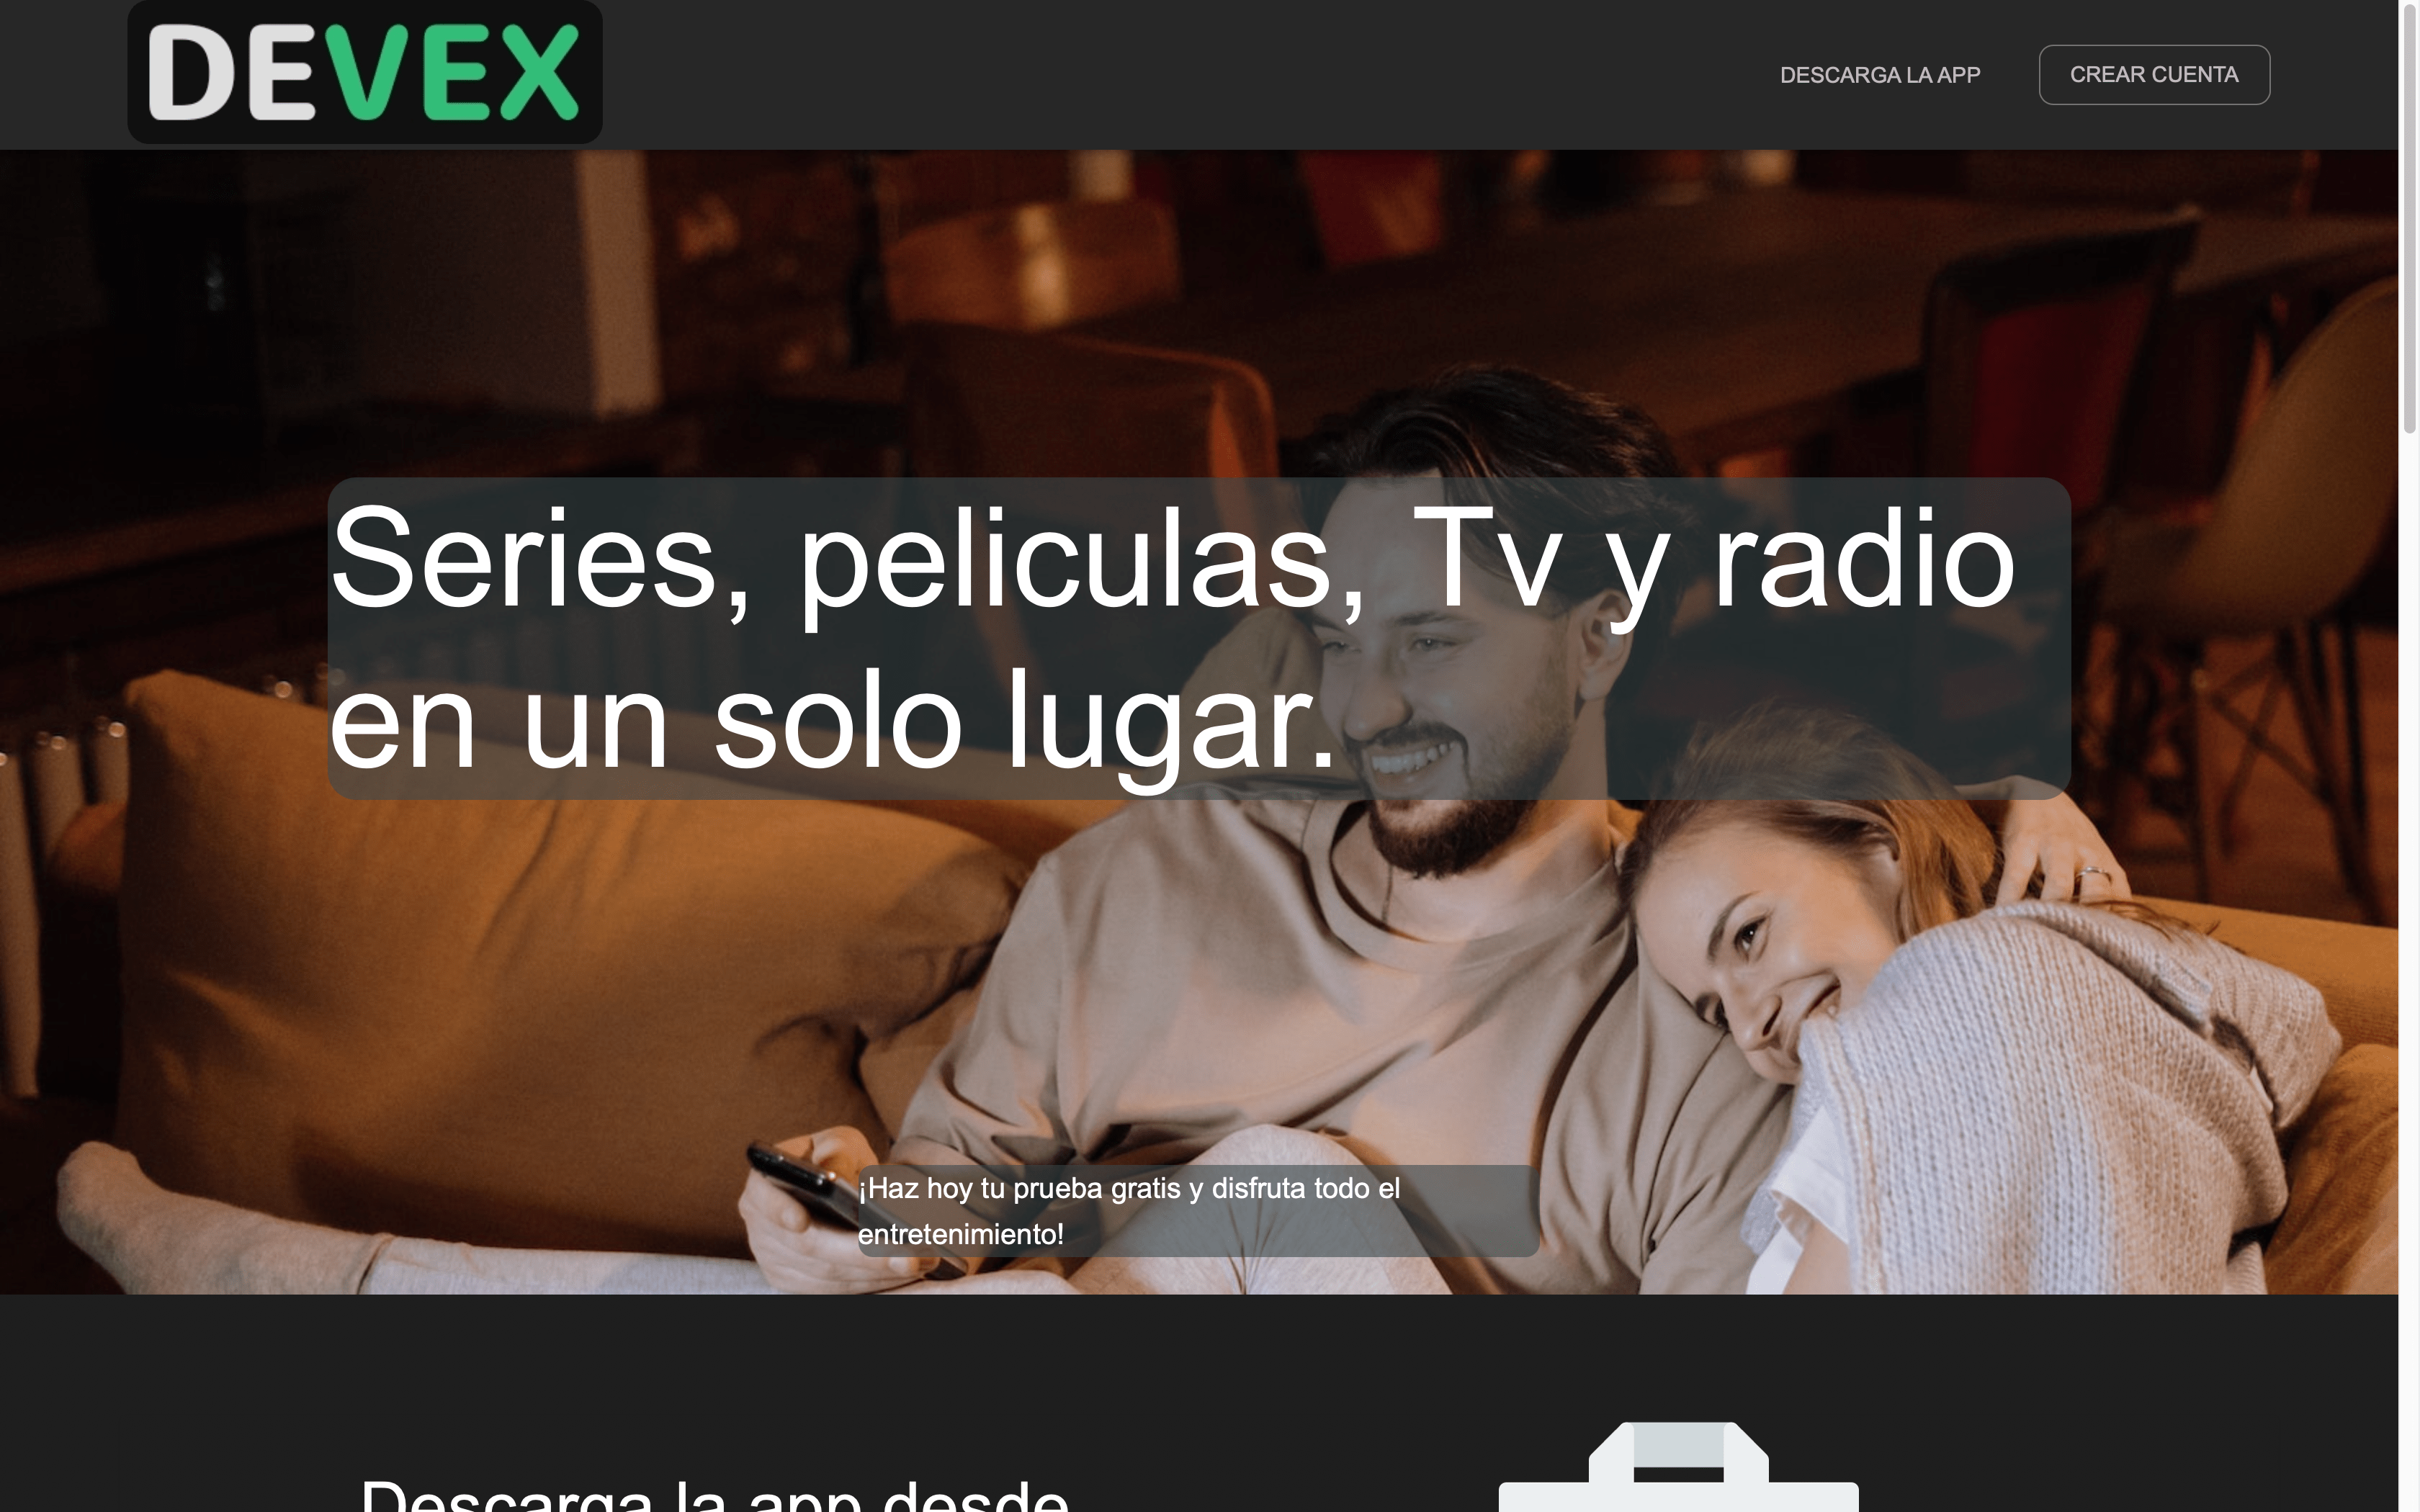 DEVEX
DESCARGA LA APP
CREAR CUENTA
Series, peliculas, Tv y radio
en un solo lugar.
¡Haz hoy tu prueba gratis y disfruta todo el
entretenimiento!
Descarga la app desde